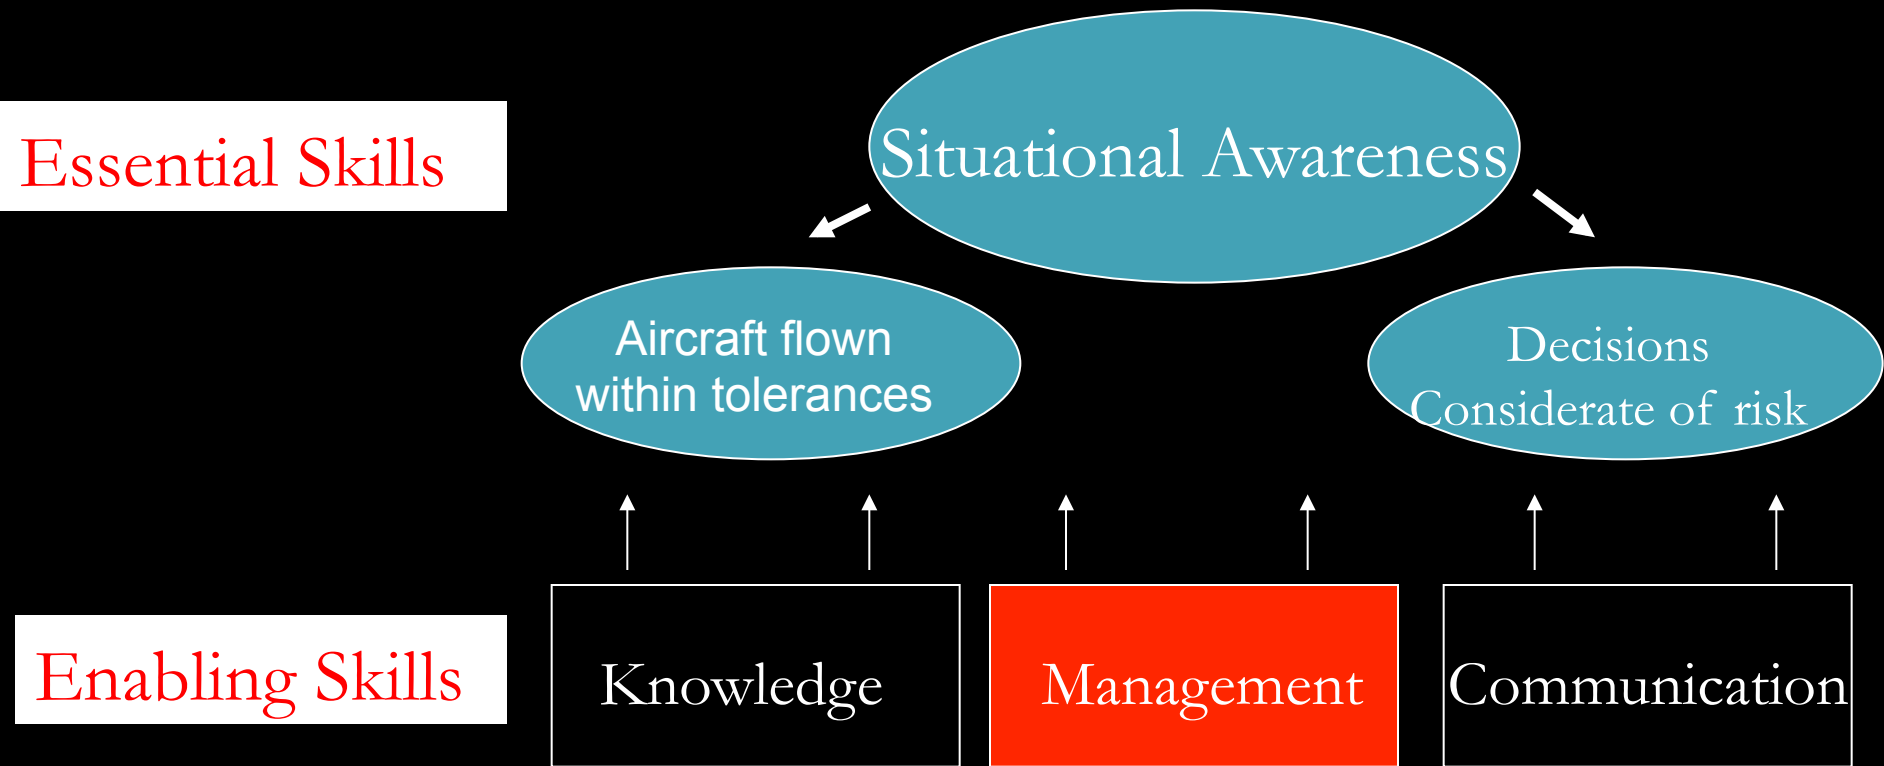 Situational Awareness
Essential Skills
Aircraft flown
within tolerances
Decisions
Considerate of risk
Enabling Skills
Knowledge
Management
Communication